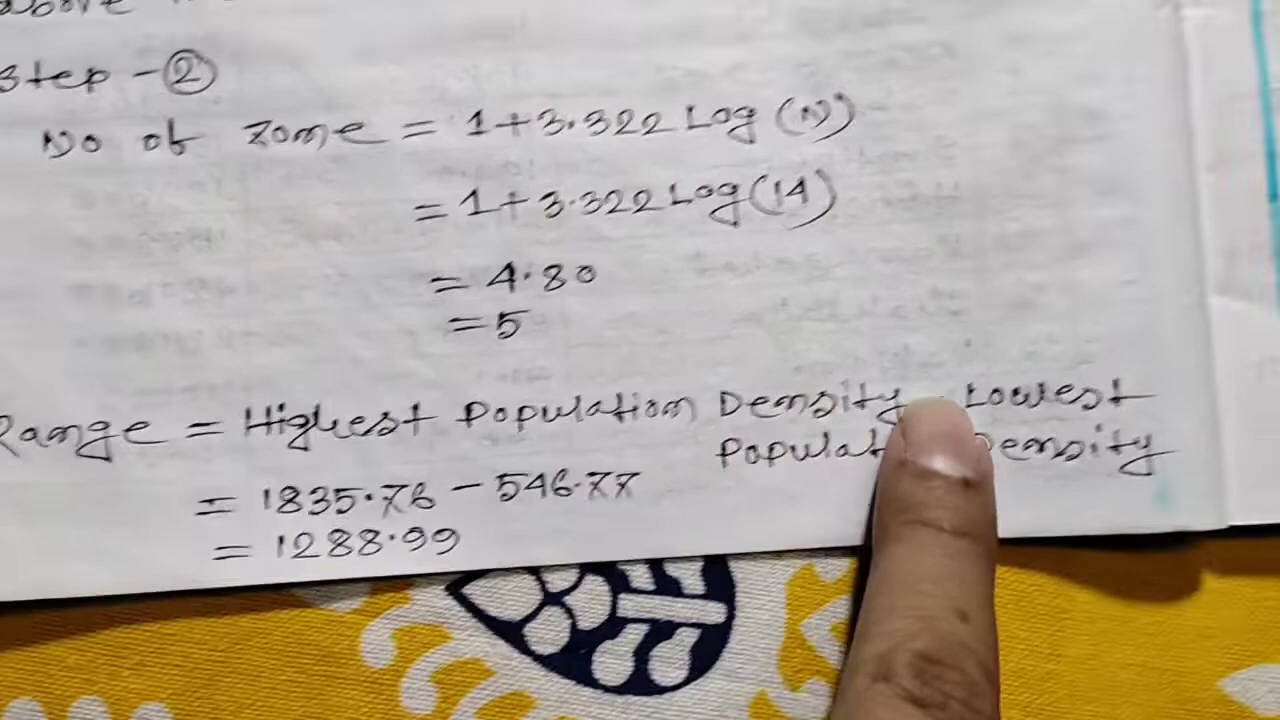 Step - ②
No of Zone = 1+3.322 Log (N)
= 1+3.322 Log (14)
= 4.80
= 5
Range = Highest Population Density - Lowest
Density
= 1835.76 - 546.77
= 1288.99